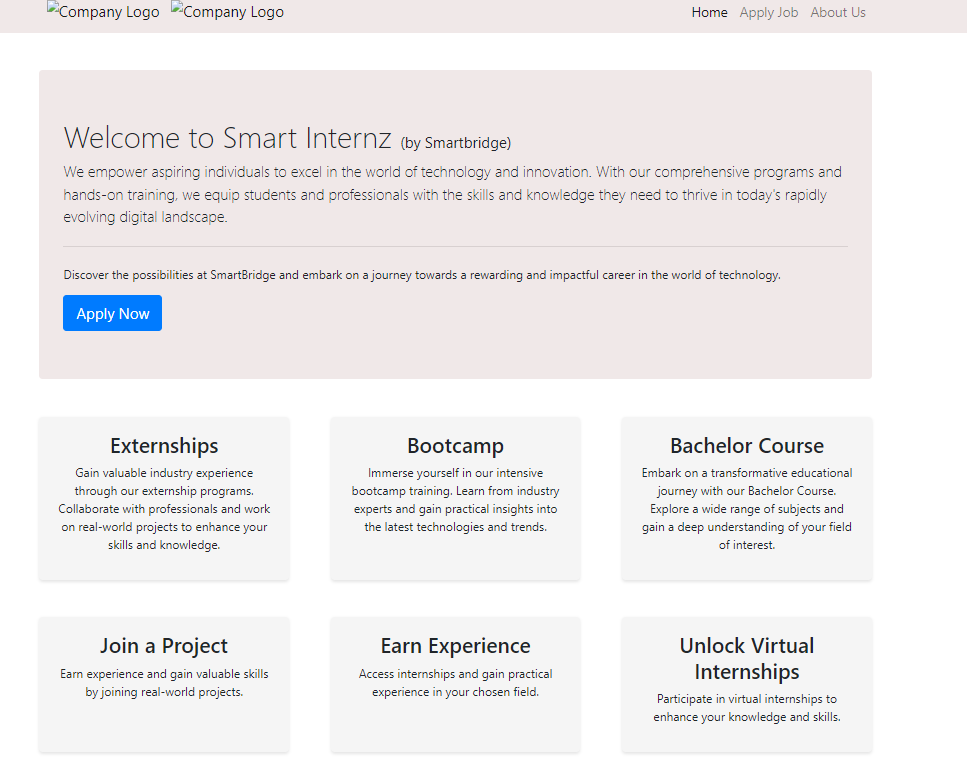 Company Logo Company Logo Home Apply Job About Us
Welcome to Smart Internz (by Smartbridge)
We empower aspiring individuals to excel in the world of technology and innovation. With our comprehensive programs and
hands-on training, we equip students and professionals with the skills and knowledge they need to thrive in today's rapidly
evolving digital landscape.
Discover the possibilities at SmartBridge and embark on a journey towards a rewarding and impactful career in the world of technology.
Apply Now
Externships
Gain valuable industry experience
through our externship programs.
Collaborate with professionals and work
on real-world projects to enhance your
skills and knowledge.
Bootcamp
Immerse yourself in our intensive
bootcamp training. Learn from industry
experts and gain practical insights into
the latest technologies and trends.
Bachelor Course
Embark on a transformative educational
journey with our Bachelor Course.
Explore a wide range of subjects and
gain a deep understanding of your field
of interest.
Join a Project
Earn experience and gain valuable skills
by joining real-world projects.
Earn Experience
Access internships and gain practical
experience in your chosen field.
Unlock Virtual
Internships
Participate in virtual internships to
enhance your knowledge and skills.